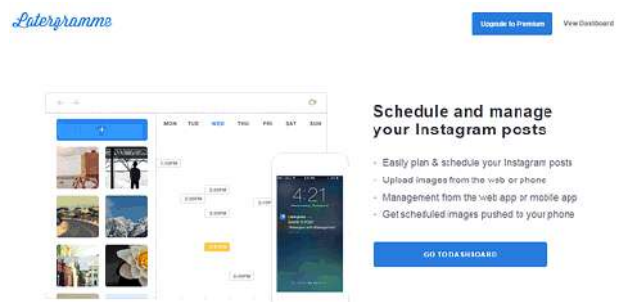 Latergramme
Upgrade to Premium
View Dashboard
MON TUE WED THU FRI SAT SUN
4:21
Schedule and manage
your Instagram posts
Easily plan & schedule your Instagram posts
Upload images from the web or phone
Management from the web app or mobile app
Get scheduled images pushed to your phone
GO TO DASHBOARD